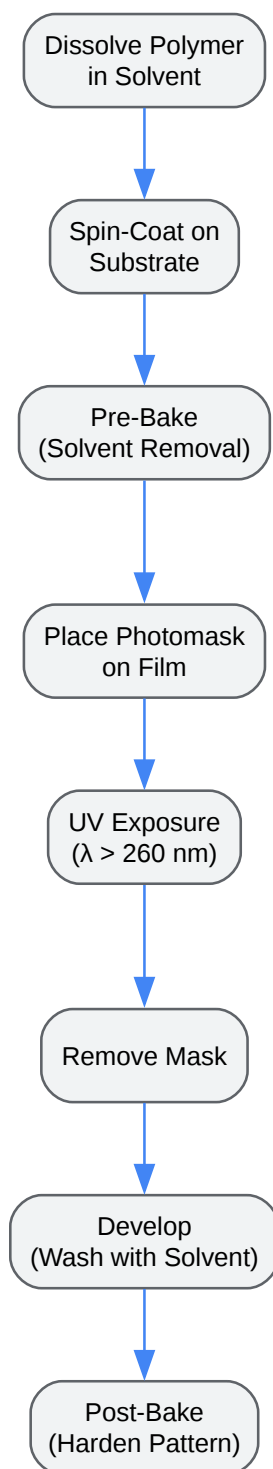 Dissolve Polymer
in Solvent
Spin-Coat on
Substrate
Pre-Bake
(Solvent Removal)
Place Photomask
on Film
UV Exposure
(λ > 260 nm)
Remove Mask
Develop
(Wash with Solvent)
Post-Bake
(Harden Pattern)